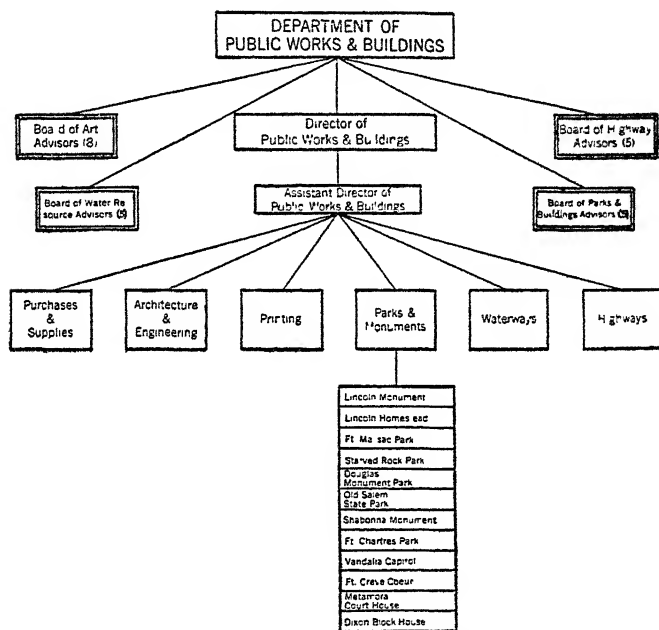 DEPARTMENT OF
PUBLIC WORKS & BUILDINGS
Board of Art
Advisors (8)
Director of
Public Works & Buildings
Board of Highway
Advisors (5)
Board of Water Re
source Advisors (5)
Assistant Director of
Public Works & Buildings
Board of Parks &
Buildings Advisors (5)
Purchases
&
Supplies
Architecture
&
Engineering
Printing
Parks &
Monuments
Waterways
Highways
Lincoln Monument
Lincoln Homestead
Ft. Massac Park
Starved Rock Park
Douglas
Monument Park
Old Salem
State Park
Shabonna Monument
Ft Chartres Park
Vandalia Capitol
Ft. Creve Coeur
Metamora
Court House
Dixon Block House